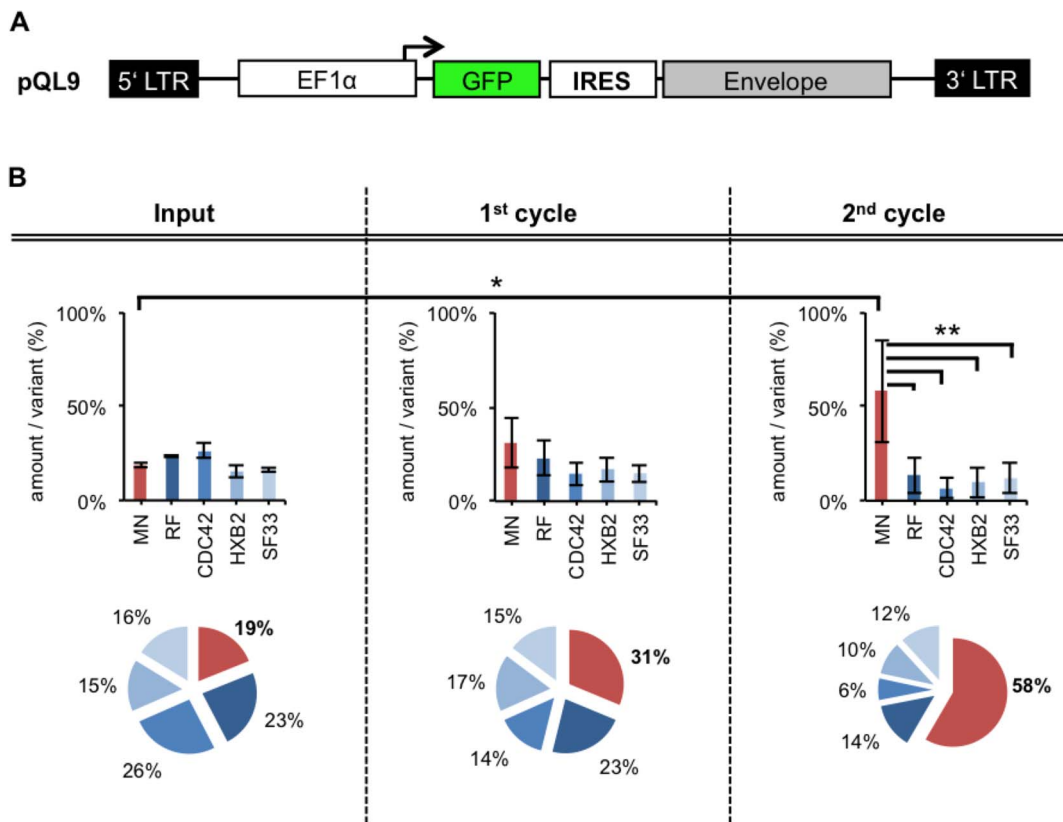 A
pQL9
5‘ LTR
EF1α
GFP
IRES
Envelope
3‘ LTR
B
Input
1st cycle
2nd cycle
*
amount / variant (%)
100%
50%
0%
MN
RF
CDC42
HXB2
SF33
amount / variant (%)
100%
50%
0%
MN
RF
CDC42
HXB2
SF33
amount / variant (%)
100%
50%
0%
**
MN
RF
CDC42
HXB2
SF33
16%
19%
15%
23%
26%
15%
31%
17%
14%
23%
12%
10%
6%
58%
14%